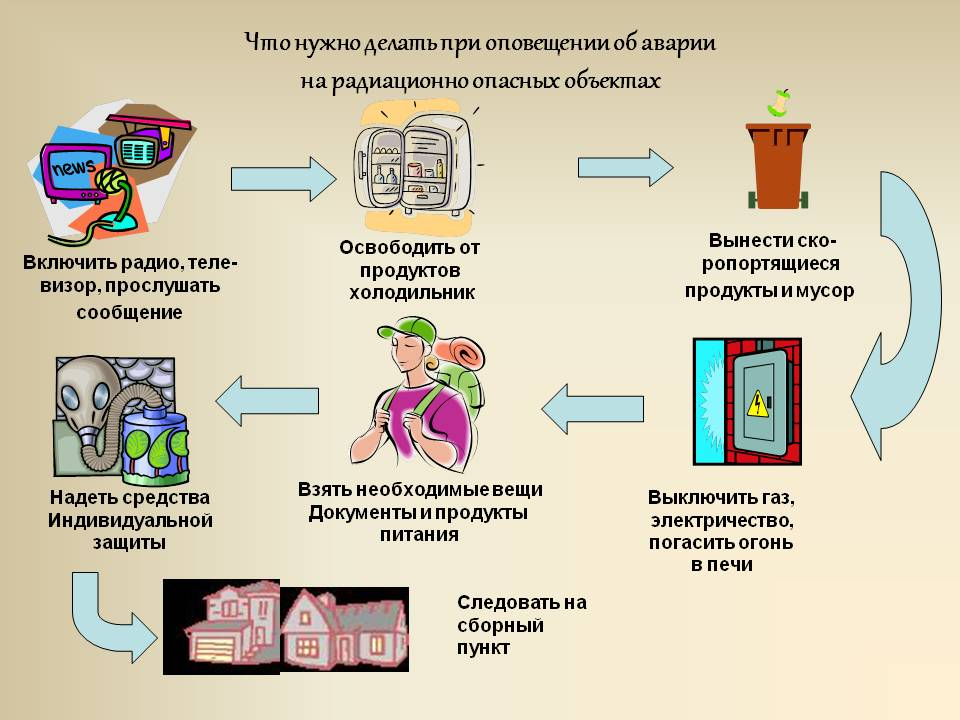 Что нужно делать при оповещении об аварии
на радиационно опасных объектах
news
Включить радио, теле-
визор, прослушать
сообщение
Освободить от
продуктов
холодильник
Вынести ско-
ропортящиеся
продукты и мусор
Выключить газ,
электричество,
погасить огонь
в печи
Взять необходимые вещи
Документы и продукты
питания
Надеть средства
Индивидуальной
защиты
Следовать на
сборный
пункт